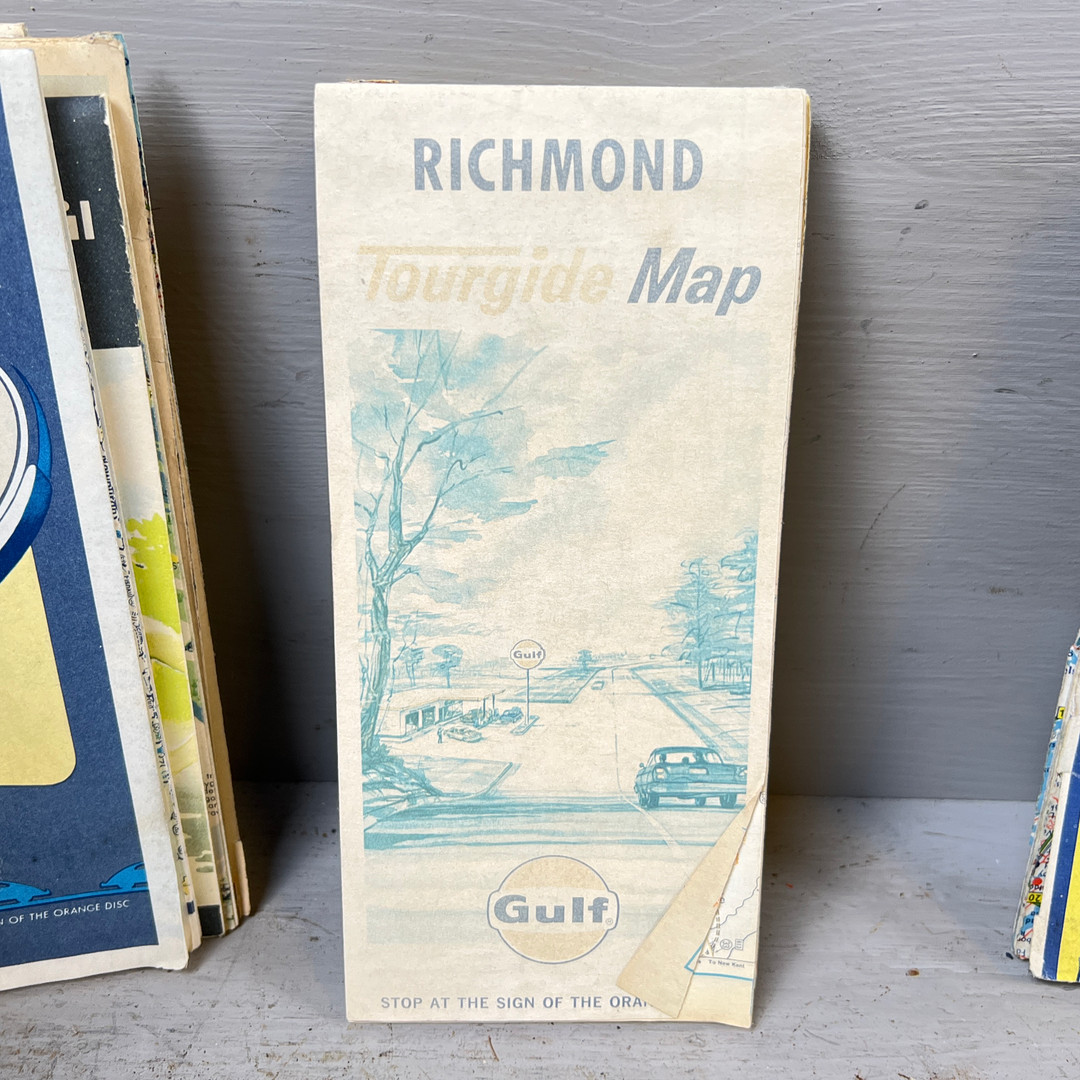 RICHMOND
Tourgide Map
Gulf
Gulf
STOP AT THE SIGN OF THE ORA
To New Kent
OF THE ORANGE DISC